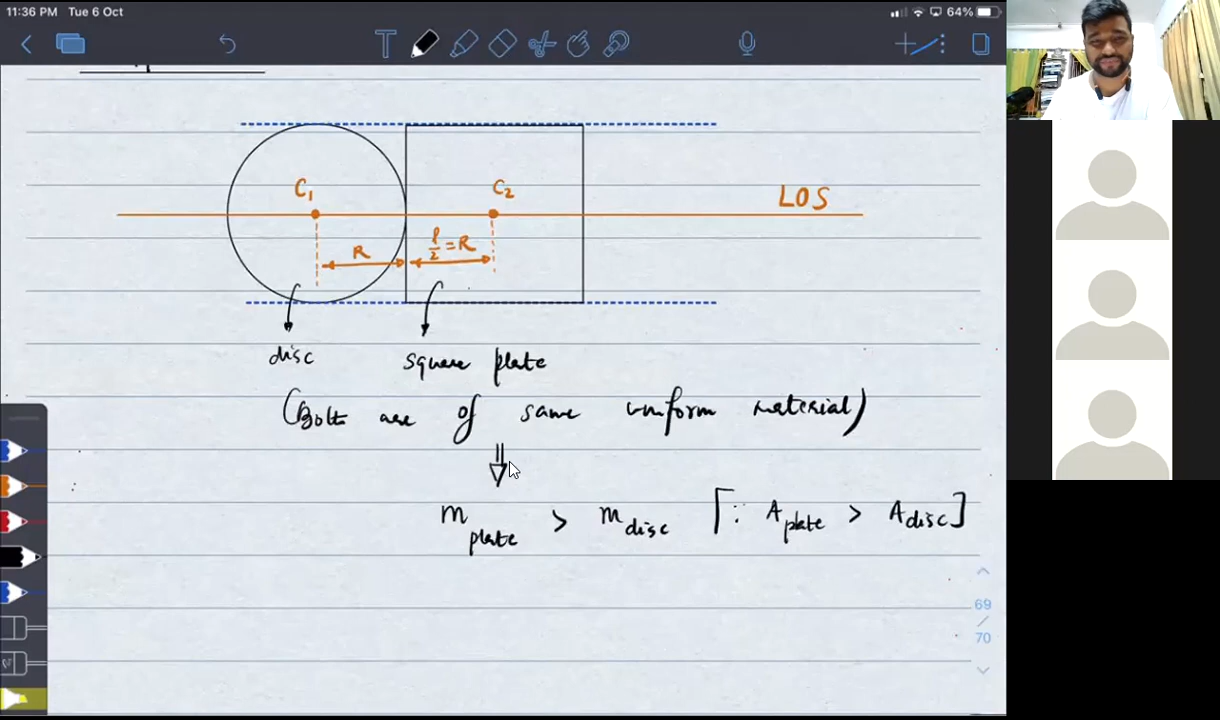 11:36 PM Tue 6 Oct 64%
T
C₁ C₂ LOS
R l/2 = R
disc square plate
(Both are of same uniform material)
⇓
m plate > m disc [∵ A plate > A disc]
69
/
70